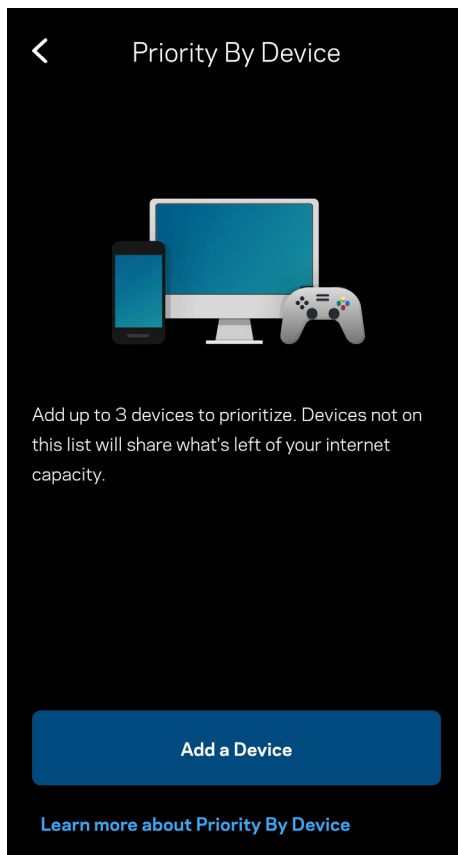 Priority By Device
Add up to 3 devices to prioritize. Devices not on
this list will share what's left of your internet
capacity.
Add a Device
Learn more about Priority By Device